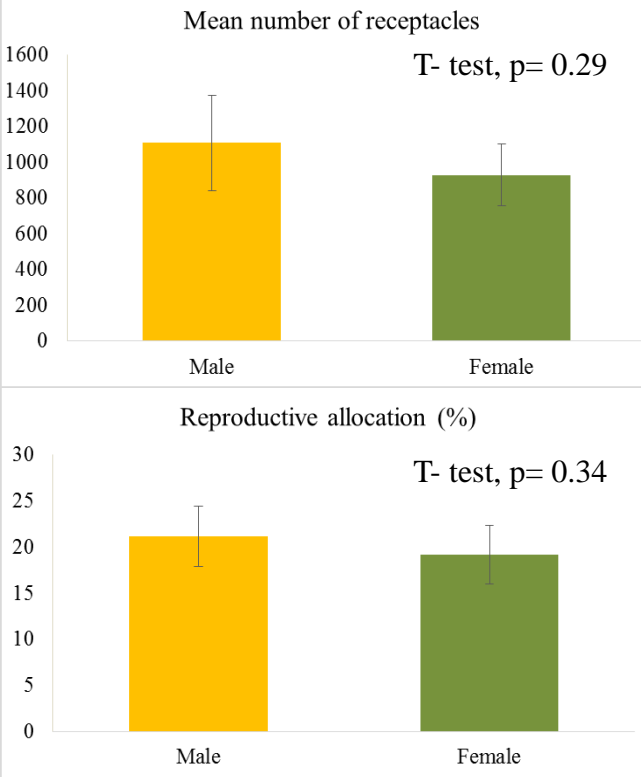 Mean number of receptacles
T- test, p= 0.29
1600
1400
1200
1000
800
600
400
200
0
Male Female
Reproductive allocation (%)
T- test, p= 0.34
30
25
20
15
10
5
0
Male Female